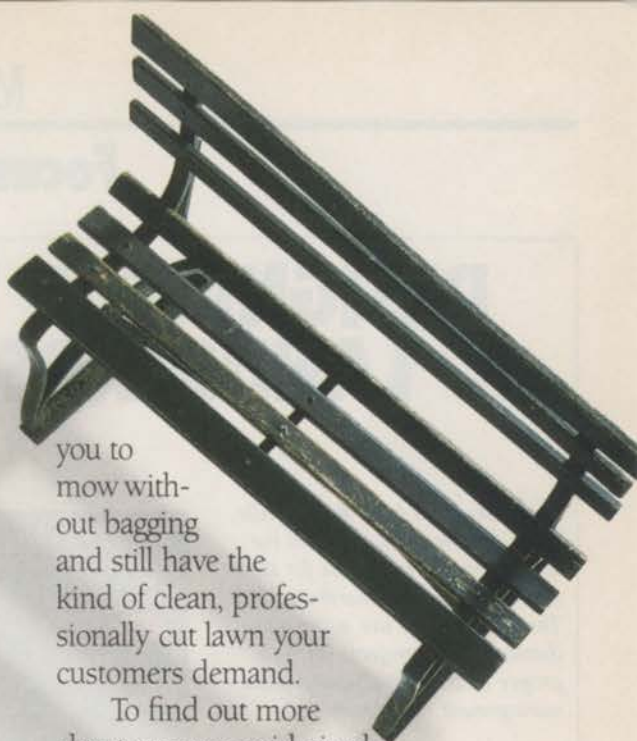 Focu
you to
mow with-
out bagging
and still have the
kind of clean, profes-
sionally cut lawn your
customers demand.
To find out more